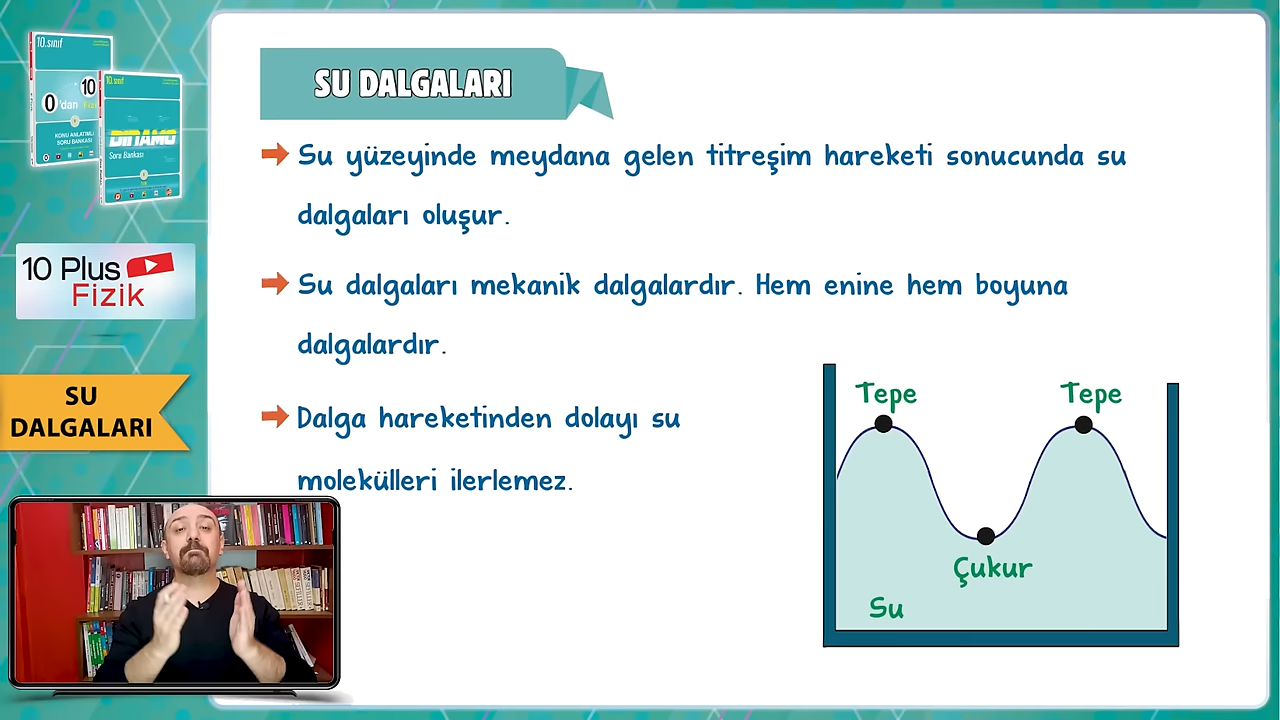 10.sınıf
0'dan 10
Fizik
KONU ANLATIMLI
SORU BANKASI
10. sınıf
DİNAMO
Soru Bankası
10 Plus
Fizik
SU
DALGALARI
SU DALGALARI
Su yüzeyinde meydana gelen titreşim hareketi sonucunda su
dalgaları oluşur.
Su dalgaları mekanik dalgalardır. Hem enine hem boyuna
dalgalardır.
Dalga hareketinden dolayı su
molekülleri ilerlemez.
Tepe Tepe
Çukur
Su